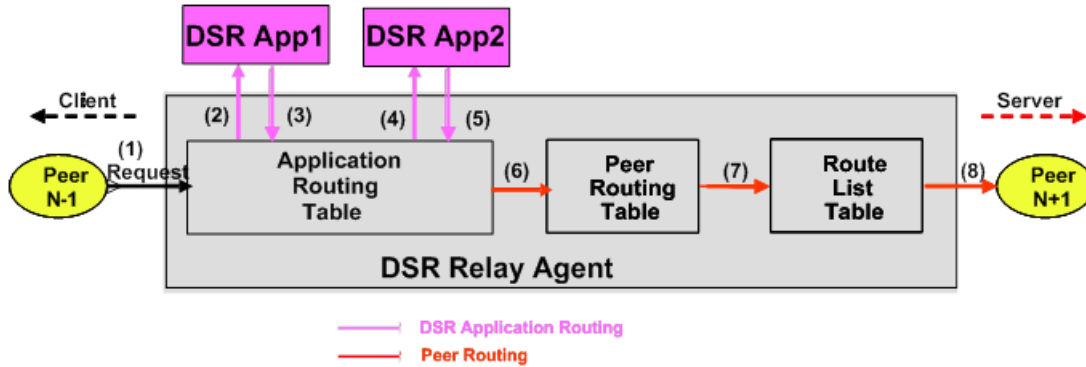 DSR App1
DSR App2
Client
(2)
(3)
(4)
(5)
Server
(1)
Request
Peer
N-1
Application
Routing
Table
(6)
Peer
Routing
Table
(7)
Route
List
Table
(8)
Peer
N+1
DSR Relay Agent
DSR Application Routing
Peer Routing